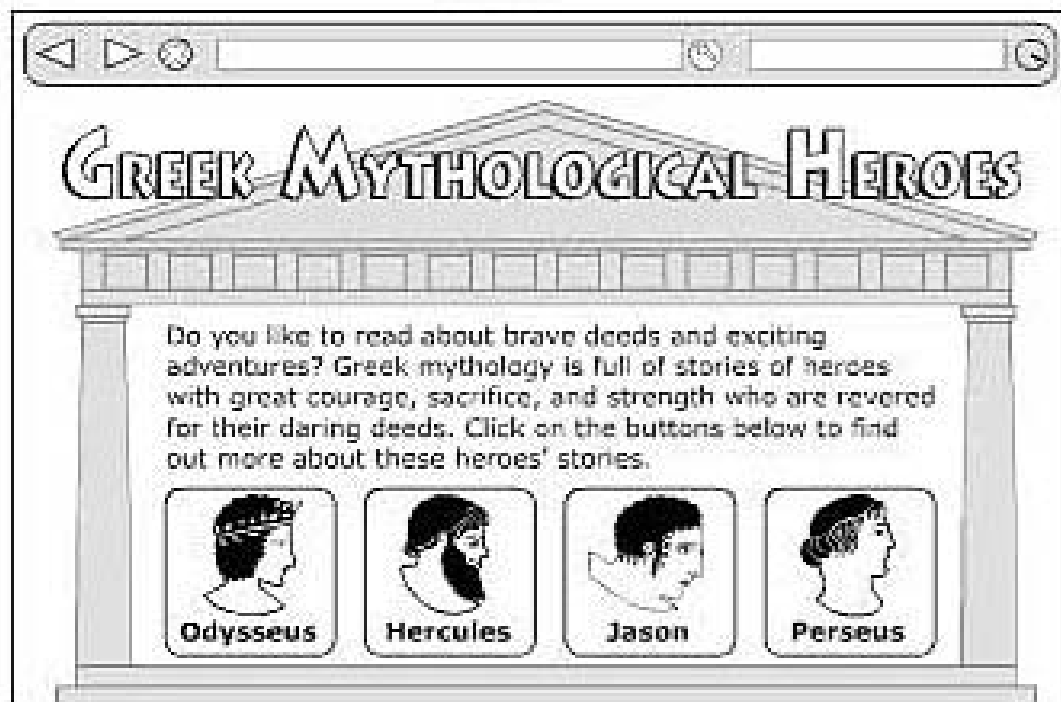 GREEK MYTHOLOGICAL HEROES
Do you like to read about brave deeds and exciting
adventures? Greek mythology is full of stories of heroes
with great courage, sacrifice, and strength who are revered
for their daring deeds. Click on the buttons below to find
out more about these heroes' stories.
Odysseus Hercules Jason Perseus